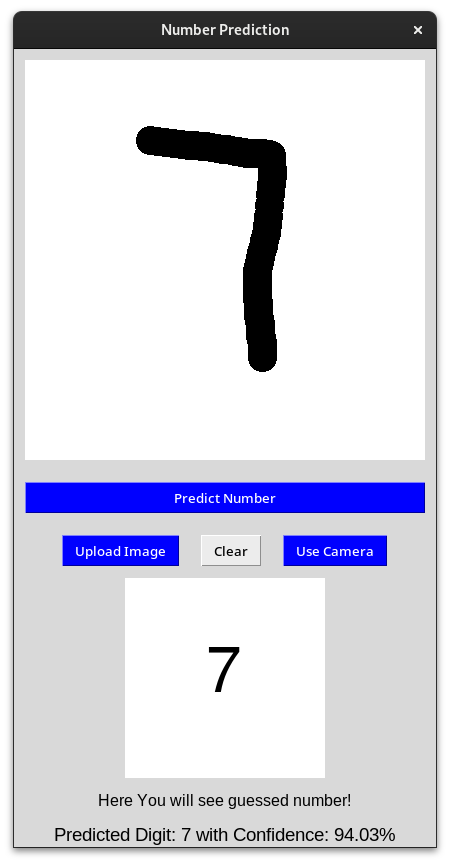 Number Prediction
7
Predict Number
Upload Image Clear Use Camera
7
Here You will see guessed number!
Predicted Digit: 7 with Confidence: 94.03%